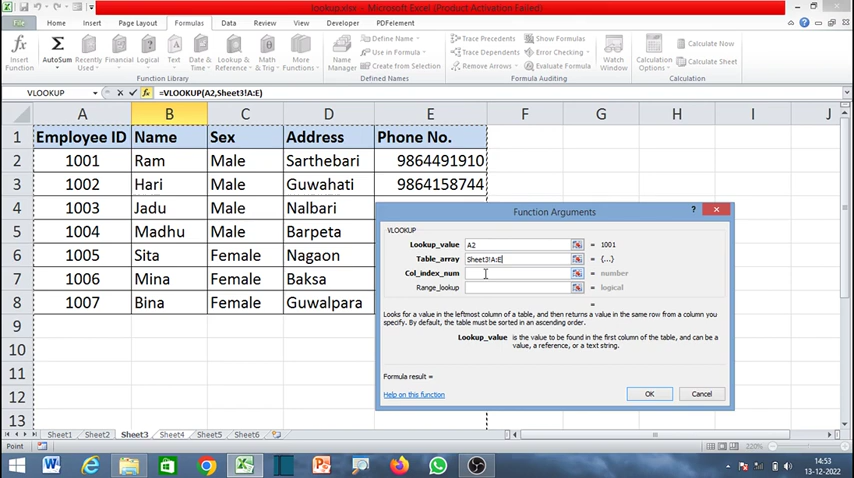 lookup.xlsx - Microsoft Excel (Product Activation Failed)
File Home Insert Page Layout Formulas Data Review View Developer PDFelement
Insert Function
AutoSum
Recently Used
Financial
Logical
Text
Date & Time
Lookup & Reference
Math & Trig
More Functions
Function Library
Name Manager
Define Name
Use in Formula
Create from Selection
Defined Names
Trace Precedents
Trace Dependents
Remove Arrows
Show Formulas
Error Checking
Evaluate Formula
Formula Auditing
Watch Window
Calculation Options
Calculate Now
Calculate Sheet
Calculation
VLOOKUP =VLOOKUP(A2,Sheet3!A:E)
A B C D E F G H I J
1 Employee ID Name Sex Address Phone No.
2 1001 Ram Male Sarthebari 9864491910
3 1002 Hari Male Guwahati 9864158744
4 1003 Jadu Male Nalbari
5 1004 Madhu Male Barpeta
6 1005 Sita Female Nagaon
7 1006 Mina Female Baksa
8 1007 Bina Female Guwalpara
9
10
11
12
13
Function Arguments
VLOOKUP
Lookup_value A2 = 1001
Table_array Sheet3!A:E = {...}
Col_index_num = number
Range_lookup = logical
=
Looks for a value in the leftmost column of a table, and then returns a value in the same row from a column you
specify. By default, the table must be sorted in an ascending order.
Lookup_value is the value to be found in the first column of the table, and can be a
value, a reference, or a text string.
Formula result =
Help on this function
OK Cancel
Sheet1 Sheet2 Sheet3 Sheet4 Sheet5 Sheet6
Point 220%
14:53
13-12-2022